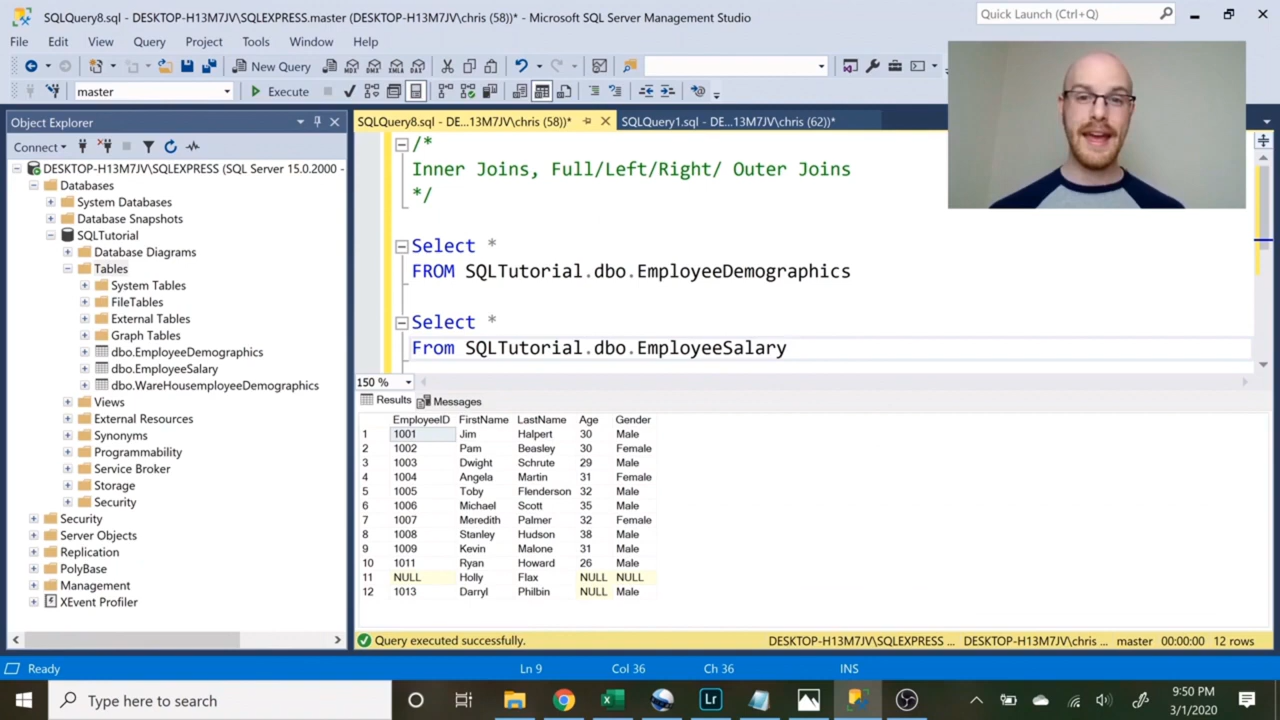 SQLQuery8.sql - DESKTOP-H13M7JV\SQLEXPRESS.master (DESKTOP-H13M7JV\chris (58))* - Microsoft SQL Server Management Studio
Quick Launch (Ctrl+Q)
File Edit View Query Project Tools Window Help
New Query
MDX DMX XMLA DAX
master
Execute
Object Explorer
SQLQuery8.sql - DE...13M7JV\chris (58))*
SQLQuery1.sql - DE...13M7JV\chris (62))*
Connect
DESKTOP-H13M7JV\SQLEXPRESS (SQL Server 15.0.2000 -
Databases
System Databases
Database Snapshots
SQLTutorial
Database Diagrams
Tables
System Tables
FileTables
External Tables
Graph Tables
dbo.EmployeeDemographics
dbo.EmployeeSalary
dbo.WareHousemployeeDemographics
Views
External Resources
Synonyms
Programmability
Service Broker
Storage
Security
Security
Server Objects
Replication
PolyBase
Management
XEvent Profiler
/*
Inner Joins, Full/Left/Right/ Outer Joins
*/
Select *
FROM SQLTutorial.dbo.EmployeeDemographics
Select *
From SQLTutorial.dbo.EmployeeSalary
150 %
Results Messages
EmployeeID FirstName LastName Age Gender
1 1001 Jim Halpert 30 Male
2 1002 Pam Beasley 30 Female
3 1003 Dwight Schrute 29 Male
4 1004 Angela Martin 31 Female
5 1005 Toby Flenderson 32 Male
6 1006 Michael Scott 35 Male
7 1007 Meredith Palmer 32 Female
8 1008 Stanley Hudson 38 Male
9 1009 Kevin Malone 31 Male
10 1011 Ryan Howard 26 Male
11 NULL Holly Flax NULL NULL
12 1013 Darryl Philbin NULL Male
Query executed successfully.
DESKTOP-H13M7JV\SQLEXPRESS ... DESKTOP-H13M7JV\chris ... master 00:00:00 12 rows
Ready
Ln 9 Col 36 Ch 36 INS
Type here to search
Lr
9:50 PM
3/1/2020